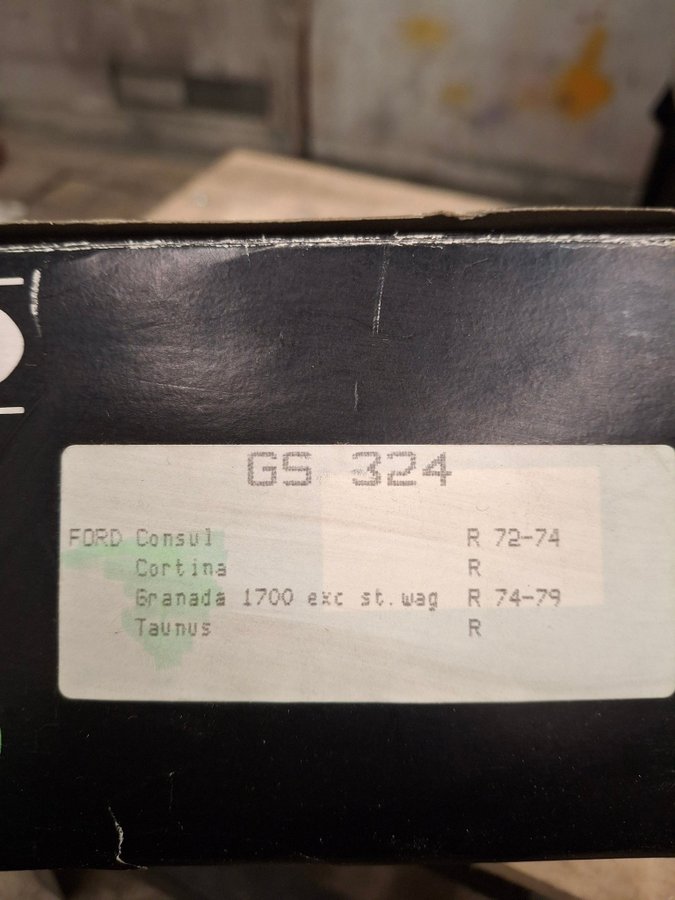 GS 324
FORD Consul R 72-74
Cortina R
Granada 1700 exc st.wag R 74-79
Taunus R